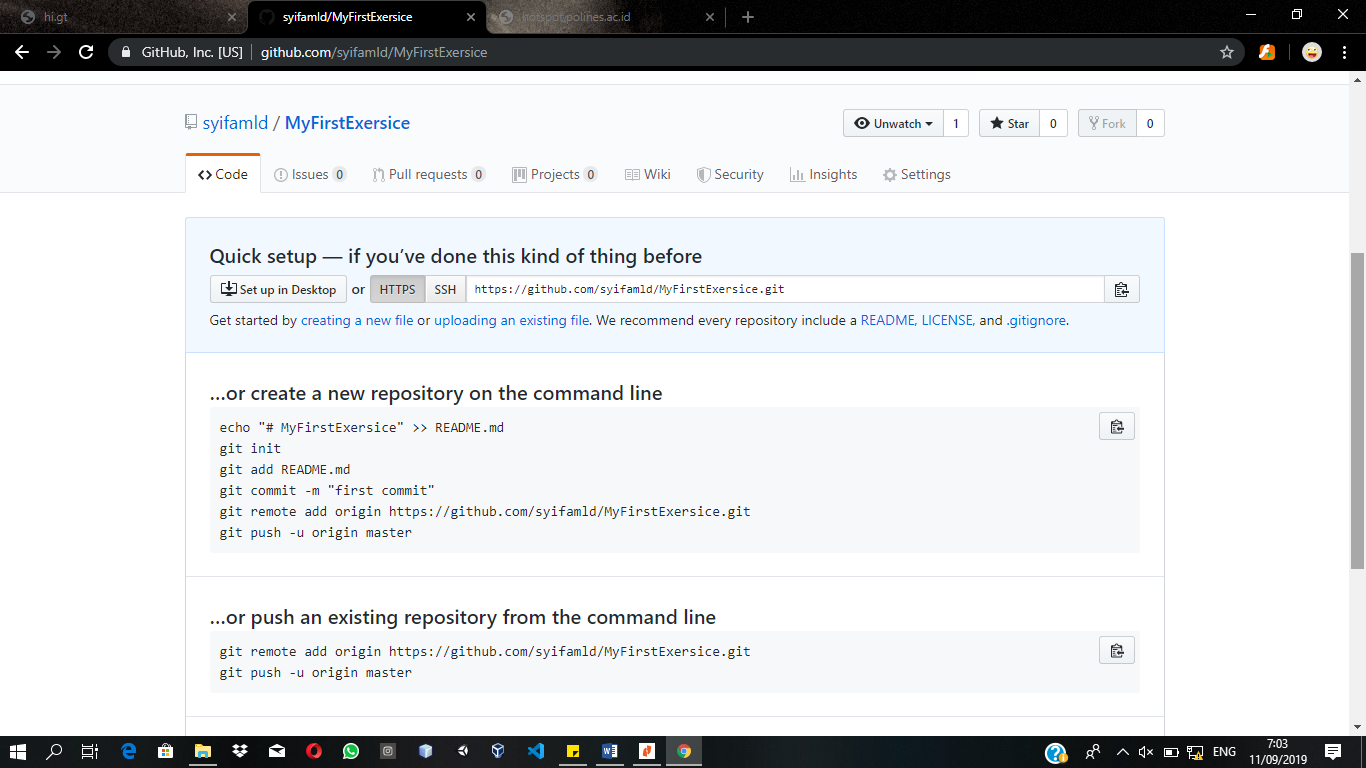 hi.gt
syifamld/MyFirstExersice
hotspot.polines.ac.id
GitHub, Inc. [US] github.com/syifamld/MyFirstExersice
syifamld / MyFirstExersice
Unwatch 1 Star 0 Fork 0
Code Issues 0 Pull requests 0 Projects 0 Wiki Security Insights Settings
Quick setup — if you’ve done this kind of thing before
Set up in Desktop or HTTPS SSH https://github.com/syifamld/MyFirstExersice.git
Get started by creating a new file or uploading an existing file. We recommend every repository include a README, LICENSE, and .gitignore.
…or create a new repository on the command line
echo "# MyFirstExersice" >> README.md
git init
git add README.md
git commit -m "first commit"
git remote add origin https://github.com/syifamld/MyFirstExersice.git
git push -u origin master
…or push an existing repository from the command line
git remote add origin https://github.com/syifamld/MyFirstExersice.git
git push -u origin master
ENG
7:03
11/09/2019